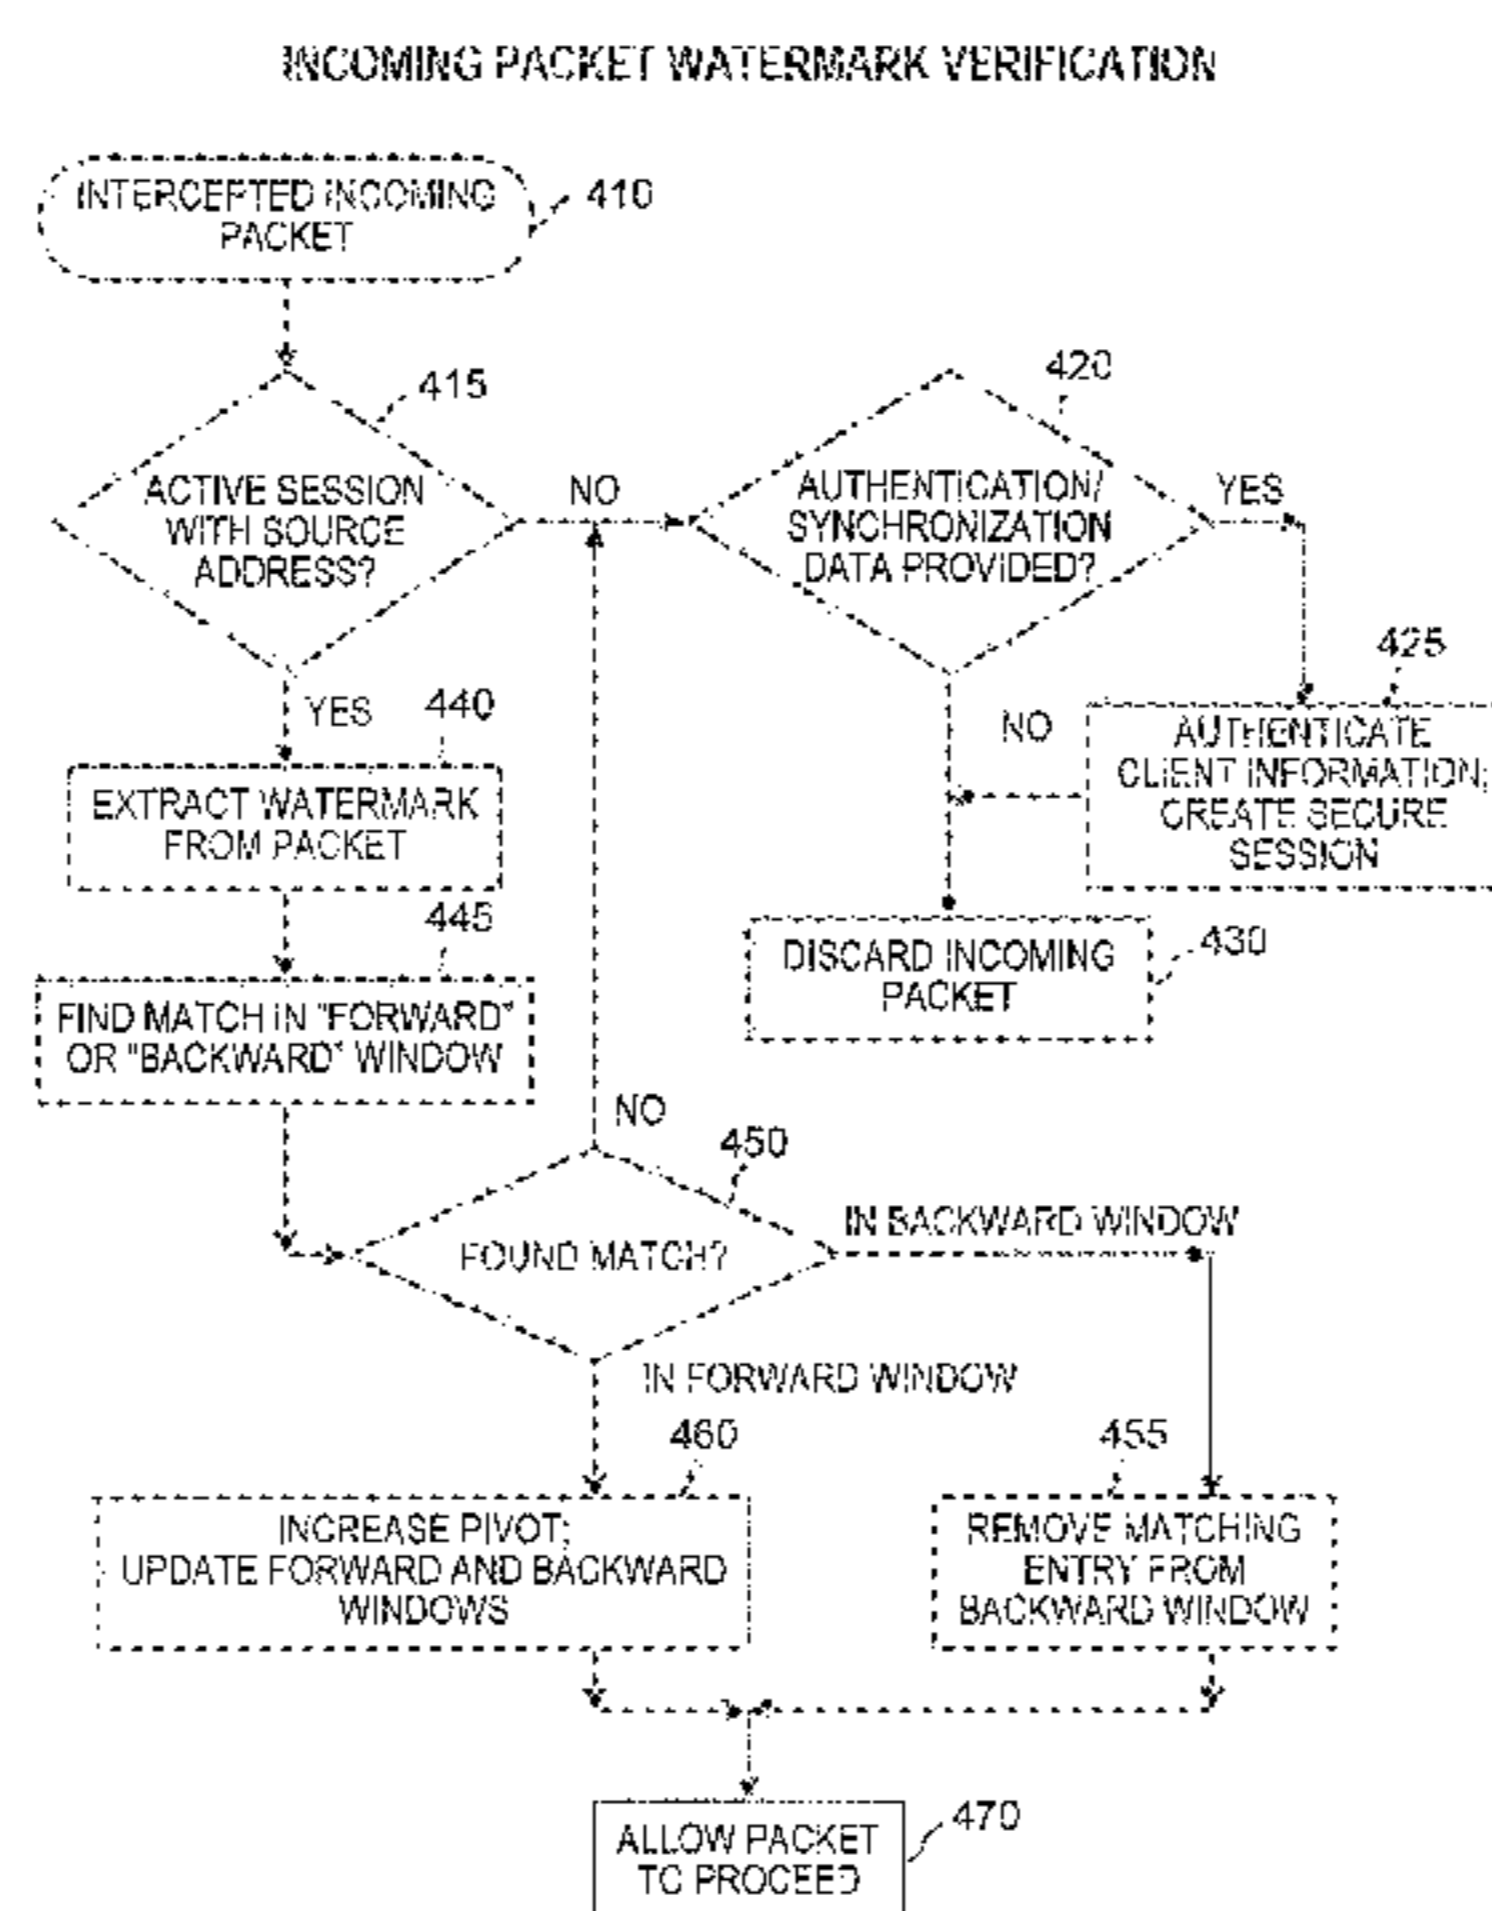 INCOMING PACKET WATERMARK VERIFICATION
INTERCEPTED INCOMING
PACKET
410
415
ACTIVE SESSION
WITH SOURCE
ADDRESS?
NO
420
AUTHENTICATION/
SYNCHRONIZATION
DATA PROVIDED?
YES
425
AUTHENTICATE
CLIENT INFORMATION;
CREATE SECURE
SESSION
NO
YES
440
EXTRACT WATERMARK
FROM PACKET
430
DISCARD INCOMING
PACKET
445
FIND MATCH IN "FORWARD"
OR "BACKWARD" WINDOW
NO
450
FOUND MATCH?
IN BACKWARD WINDOW
IN FORWARD WINDOW
460
INCREASE PIVOT;
UPDATE FORWARD AND BACKWARD
WINDOWS
455
REMOVE MATCHING
ENTRY FROM
BACKWARD WINDOW
ALLOW PACKET
TO PROCEED
470